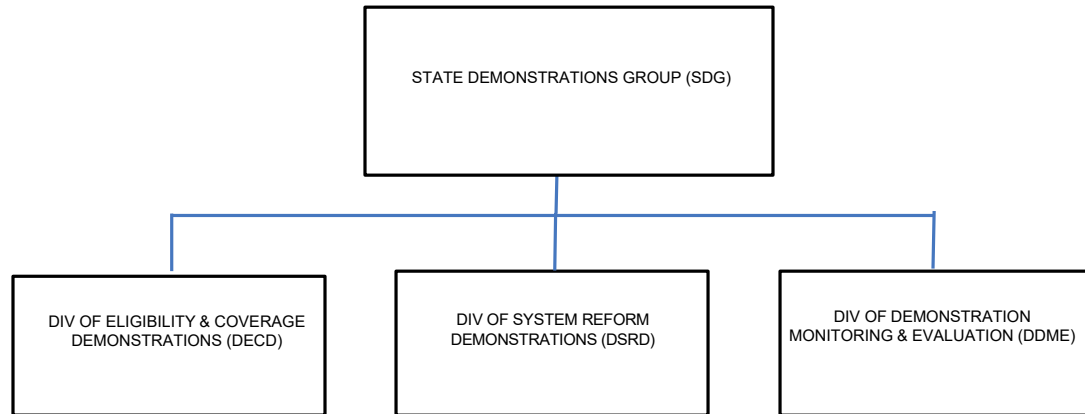 STATE DEMONSTRATIONS GROUP (SDG)
DIV OF ELIGIBILITY & COVERAGE
DEMONSTRATIONS (DECD)
DIV OF SYSTEM REFORM
DEMONSTRATIONS (DSRD)
DIV OF DEMONSTRATION
MONITORING & EVALUATION (DDME)